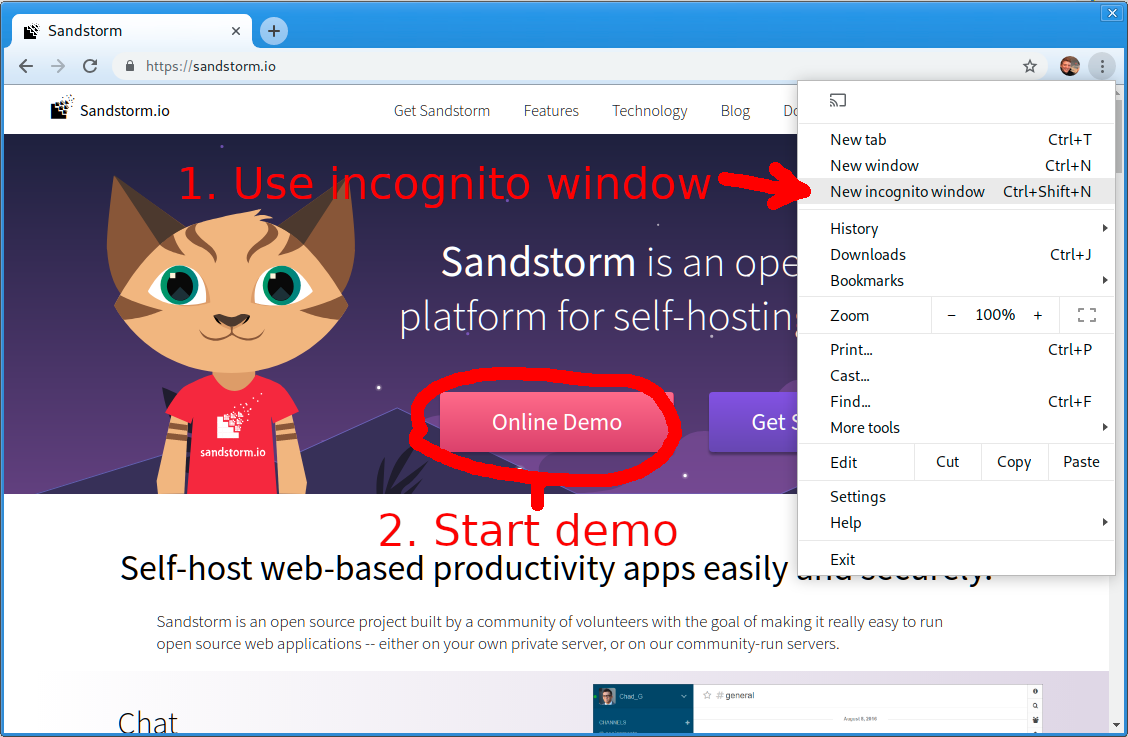 Sandstorm
https://sandstorm.io
Sandstorm.io
Get Sandstorm Features Technology Blog
New tab Ctrl+T
New window Ctrl+N
New incognito window Ctrl+Shift+N
History
Downloads Ctrl+J
Bookmarks
Zoom − 100% +
Print... Ctrl+P
Cast...
Find... Ctrl+F
More tools
Edit Cut Copy Paste
Settings
Help
Exit
1. Use incognito window
Sandstorm is an ope
platform for self-hosting
sandstorm.io
Online Demo
Get S
2. Start demo
Self-host web-based productivity apps easily and securely.
Sandstorm is an open source project built by a community of volunteers with the goal of making it really easy to run
open source web applications -- either on your own private server, or on our community-run servers.
Chat
Chad_G
# general
CHANNELS
August 8, 2016